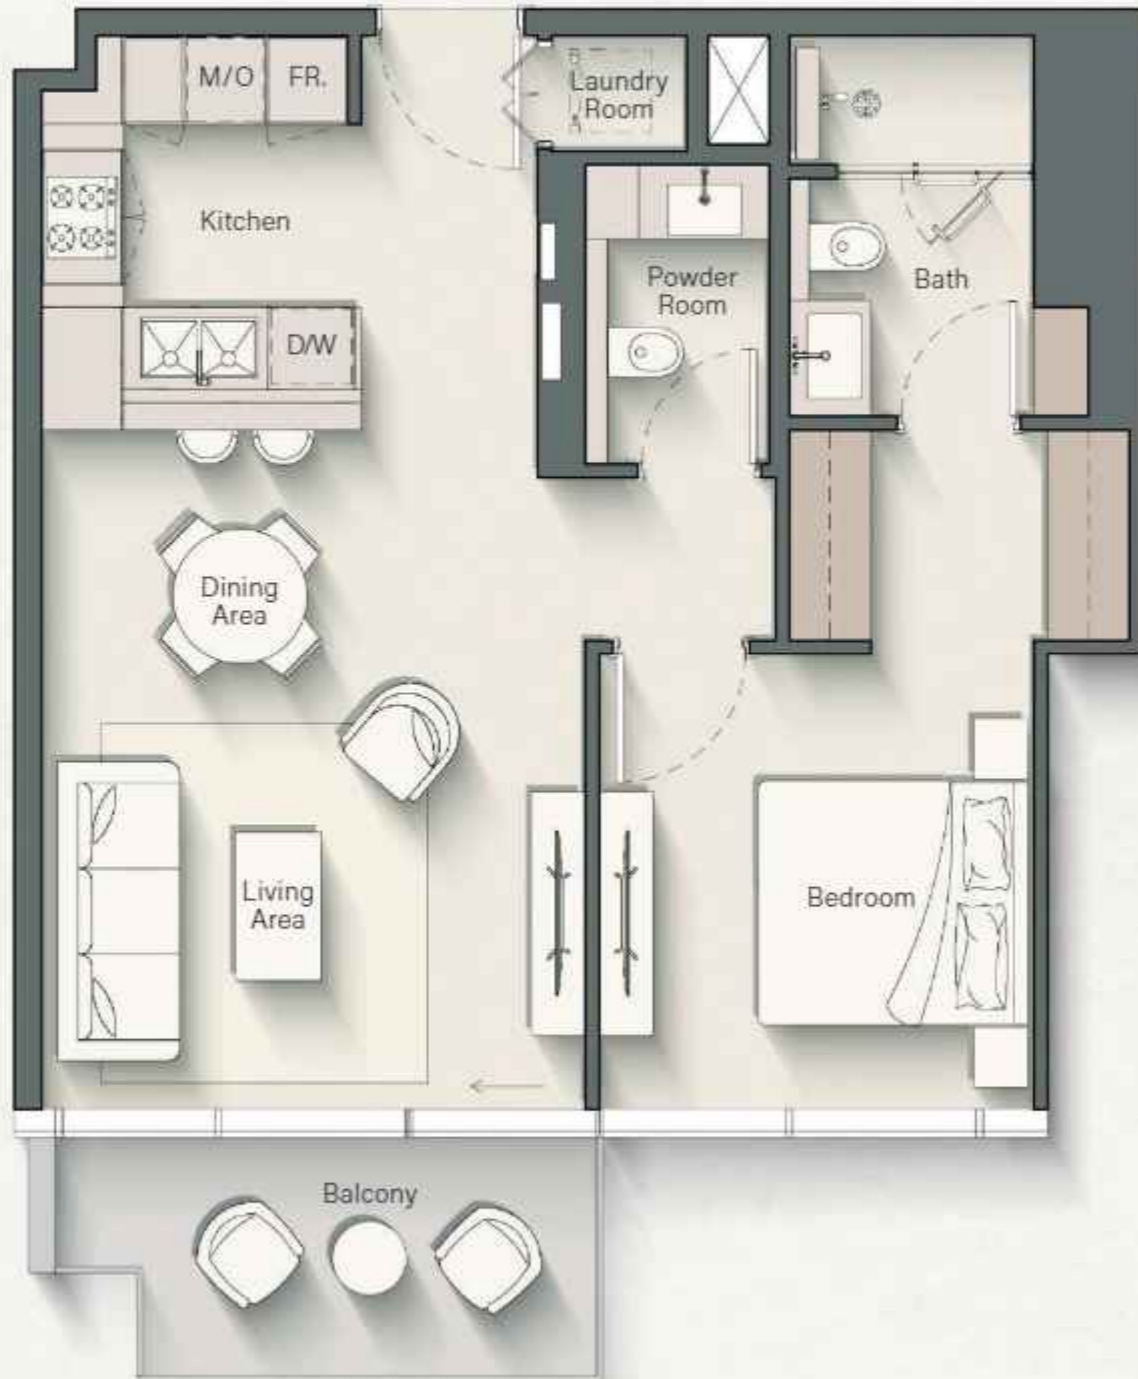 M/O
FR.
Laundry
Room
Kitchen
Powder
Room
Bath
D/W
Dining
Area
Living
Area
Bedroom
Balcony